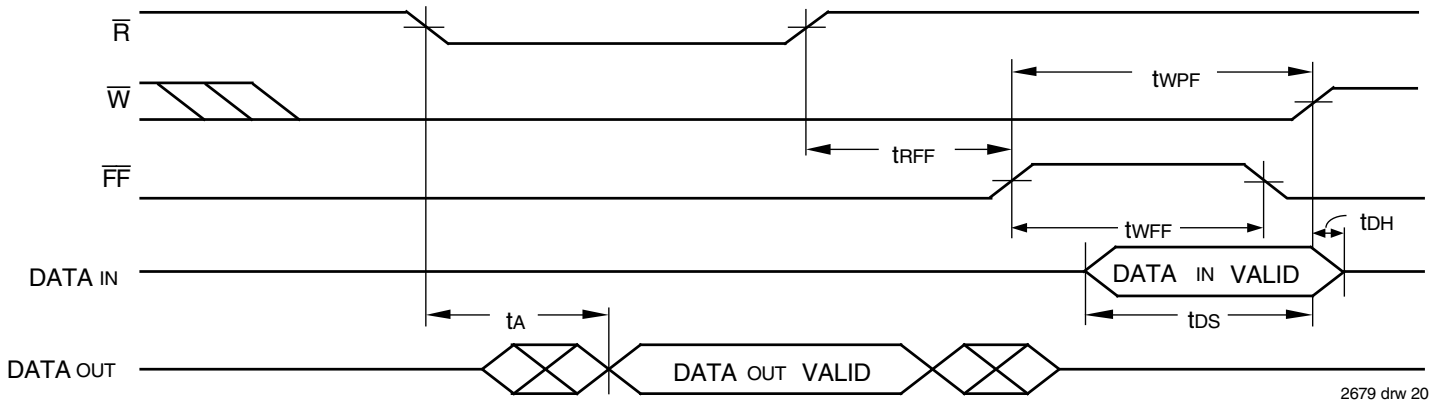 R̅
W̅
tWPF
tRFF
F̅F̅
tWFF
tDH
DATA IN
DATA IN VALID
tA
tDS
DATA OUT
DATA OUT VALID
2679 drw 20